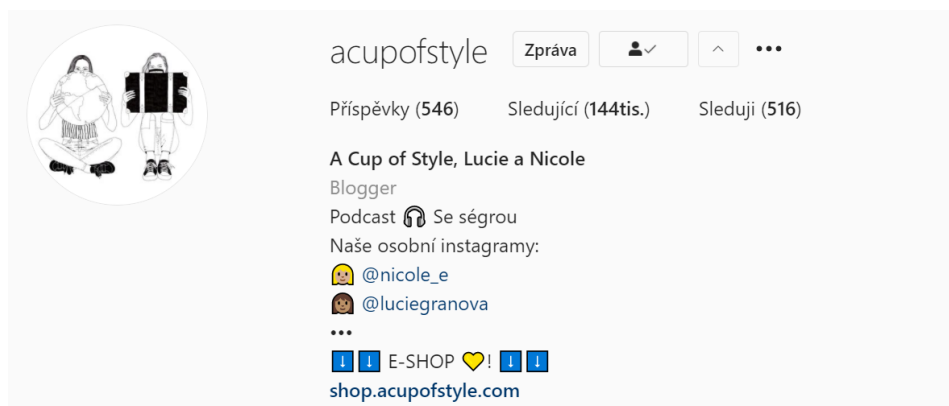 acupofstyle Zpráva
Příspěvky (546) Sledující (144tis.) Sleduji (516)
A Cup of Style, Lucie a Nicole
Blogger
Podcast 🎧 Se ségrou
Naše osobní instagramy:
👱🏼‍♀️ @nicole_e
👩🏾 @luciegranova
•••
⬇️⬇️ E-SHOP 💛! ⬇️⬇️
shop.acupofstyle.com